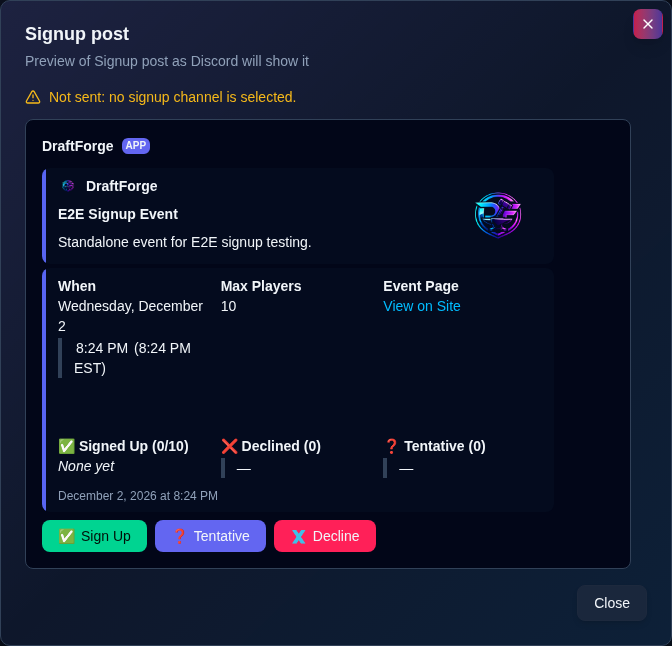 Signup post
Preview of Signup post as Discord will show it
Not sent: no signup channel is selected.
DraftForge APP
DraftForge
E2E Signup Event
Standalone event for E2E signup testing.
When Max Players Event Page
Wednesday, December 10 View on Site
2
8:24 PM (8:24 PM
EST)
✅ Signed Up (0/10) ❌ Declined (0) ❓ Tentative (0)
None yet — —
December 2, 2026 at 8:24 PM
✅ Sign Up ❓ Tentative ✖ Decline
Close